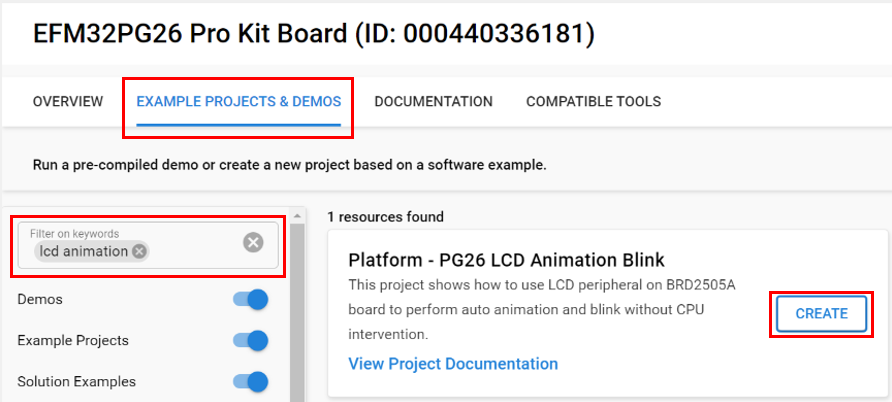 EFM32PG26 Pro Kit Board (ID: 000440336181)
OVERVIEW
EXAMPLE PROJECTS & DEMOS
DOCUMENTATION
COMPATIBLE TOOLS
Run a pre-compiled demo or create a new project based on a software example.
Filter on keywords
lcd animation
Demos
Example Projects
Solution Examples
1 resources found
Platform - PG26 LCD Animation Blink
This project shows how to use LCD peripheral on BRD2505A
board to perform auto animation and blink without CPU
intervention.
View Project Documentation
CREATE